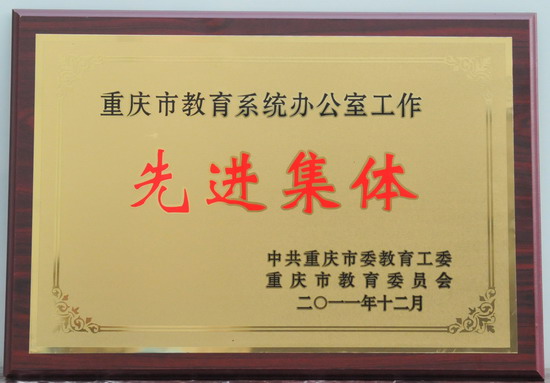 重庆市教育系统办公室工作
先进集体
中共重庆市委教育工委
重庆市教育委员会
二〇一一年十二月